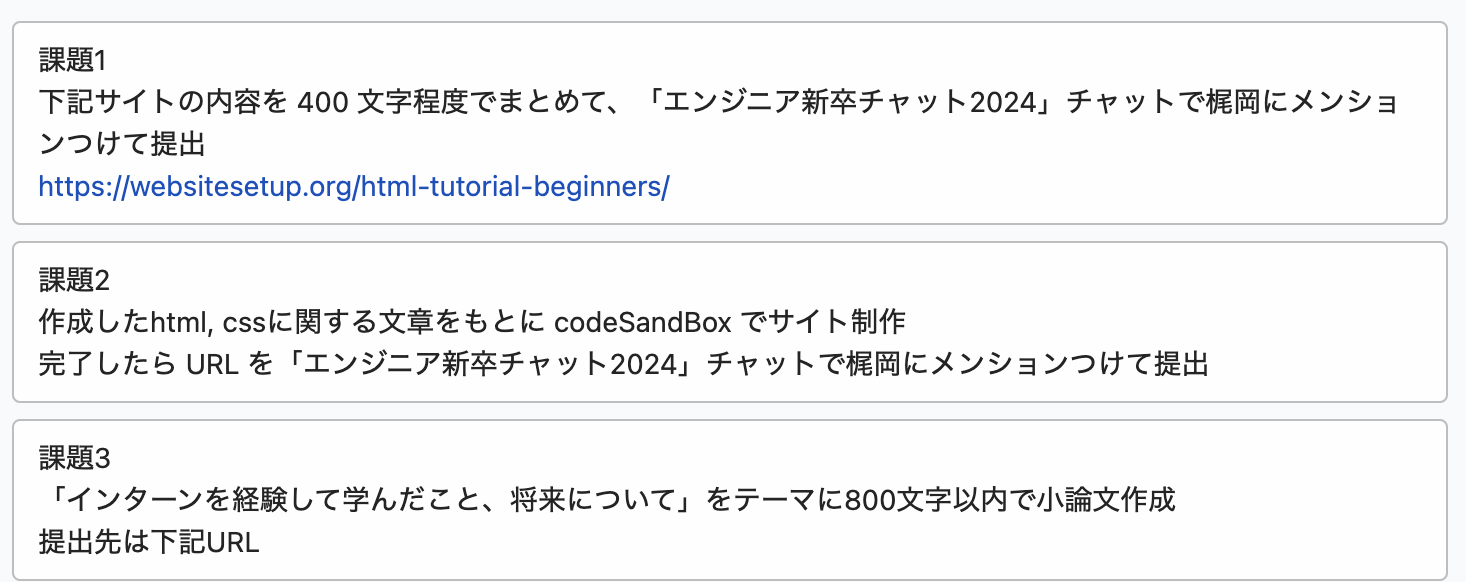 課題1
下記サイトの内容を 400 文字程度でまとめて、「エンジニア新卒チャット2024」チャットで梶岡にメンショ
ンつけて提出
https://websitesetup.org/html-tutorial-beginners/
課題2
作成したhtml, cssに関する文章をもとに codeSandBox でサイト制作
完了したら URL を「エンジニア新卒チャット2024」チャットで梶岡にメンションつけて提出
課題3
「インターンを経験して学んだこと、将来について」をテーマに800文字以内で小論文作成
提出先は下記URL